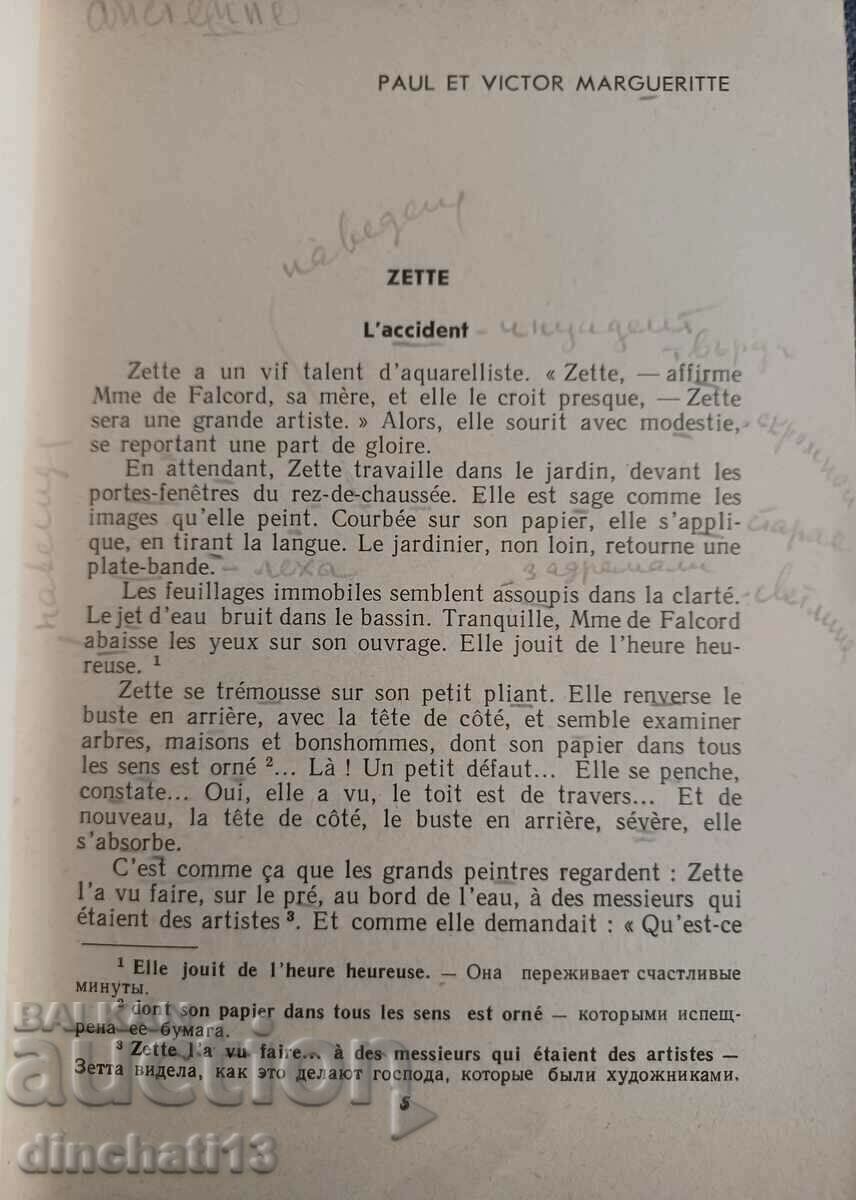 PAUL ET VICTOR MARGUERITTE
наведен
ZETTE
L'accident - инцидент
Zette a un vif talent d'aquarelliste. « Zette, — affirme
Mme de Falcord, sa mère, et elle le croit presque, — Zette
sera une grande artiste. » Alors, elle sourit avec modestie,
se reportant une part de gloire.
En attendant, Zette travaille dans le jardin, devant les
portes-fenêtres du rez-de-chaussée. Elle est sage comme les
images qu'elle peint. Courbée sur son papier, elle s'appli-
que, en tirant la langue. Le jardinier, non loin, retourne une
plate-bande. - леха
Les feuillages immobiles semblent assoupis dans la clarté.
Le jet d'eau bruit dans le bassin. Tranquille, Mme de Falcord
abaisse les yeux sur son ouvrage. Elle jouit de l'heure heu-
reuse. ¹
Zette se trémousse sur son petit pliant. Elle renverse le
buste en arrière, avec la tête de côté, et semble examiner
arbres, maisons et bonshommes, dont son papier dans tous
les sens est orné ²... Là ! Un petit défaut... Elle se penche,
constate... Oui, elle a vu, le toit est de travers... Et de
nouveau, la tête de côté, le buste en arrière, sévère, elle
s'absorbe.
C'est comme ça que les grands peintres regardent : Zette
l'a vu faire, sur le pré, au bord de l'eau, à des messieurs qui
étaient des artistes ³. Et comme elle demandait : « Qu'est-ce
¹ Elle jouit de l'heure heureuse. — Она переживает счастливые
минуты.
² dont son papier dans tous les sens est orné — которыми испещ-
рена ее бумага.
³ Zette l'a vu faire... à des messieurs qui étaient des artistes —
Зетта видела, как это делают господа, которые были художниками.
5
BALKAN
auction
dinchati13